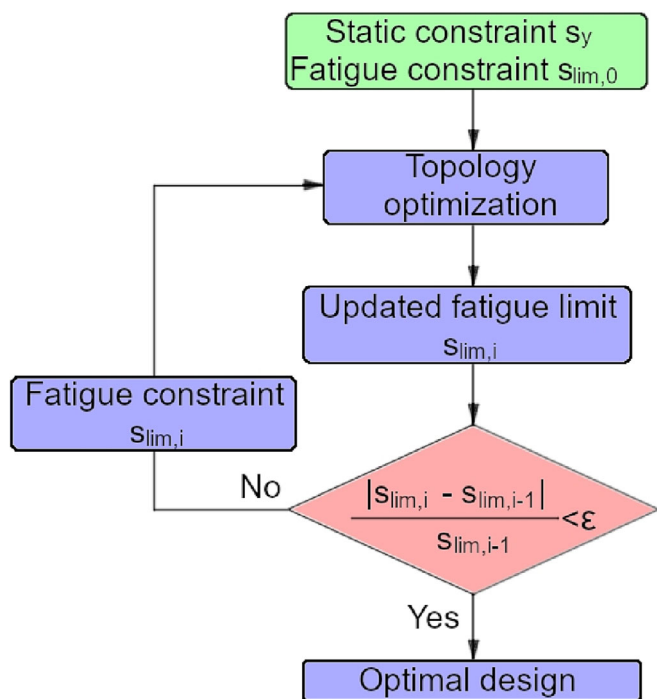 Static constraint sy
Fatigue constraint slim,0
Topology
optimization
Updated fatigue limit
slim,i
Fatigue constraint
slim,i
No
|slim,i - slim,i-1|
slim,i-1
<ε
Yes
Optimal design